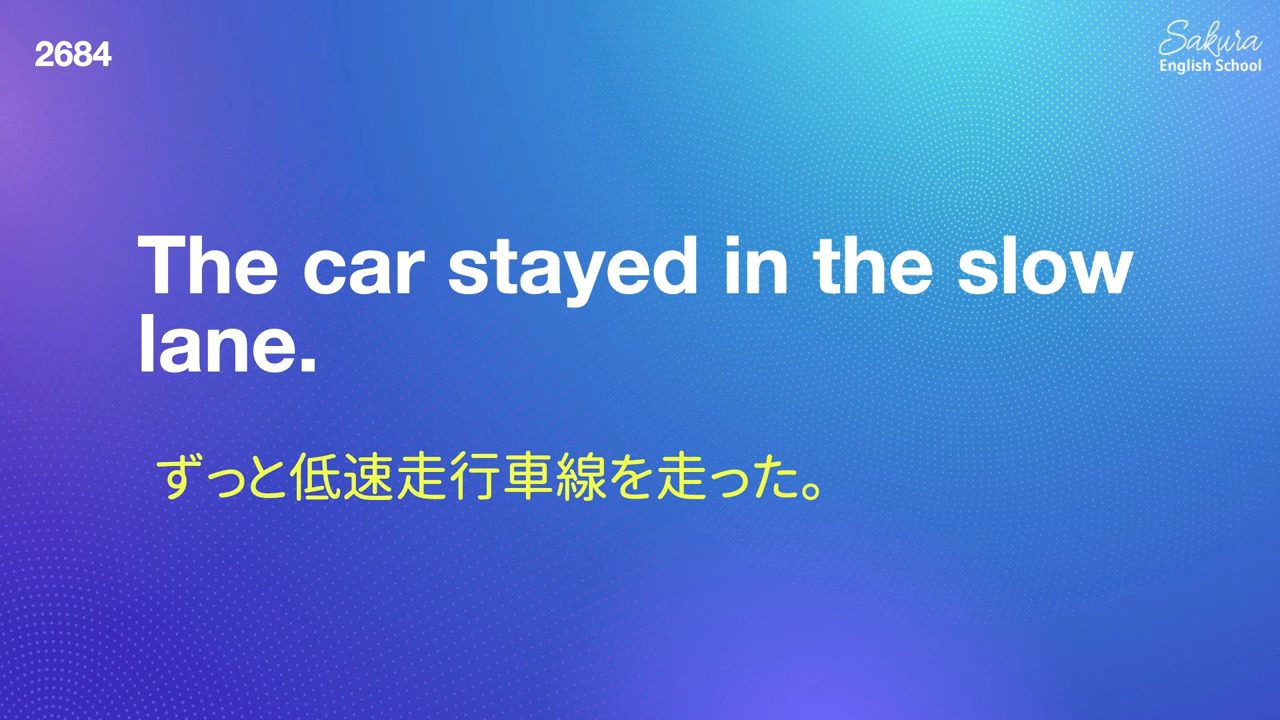 2684
Sakura
English School
The car stayed in the slow
lane.
ずっと低速走行車線を走った。